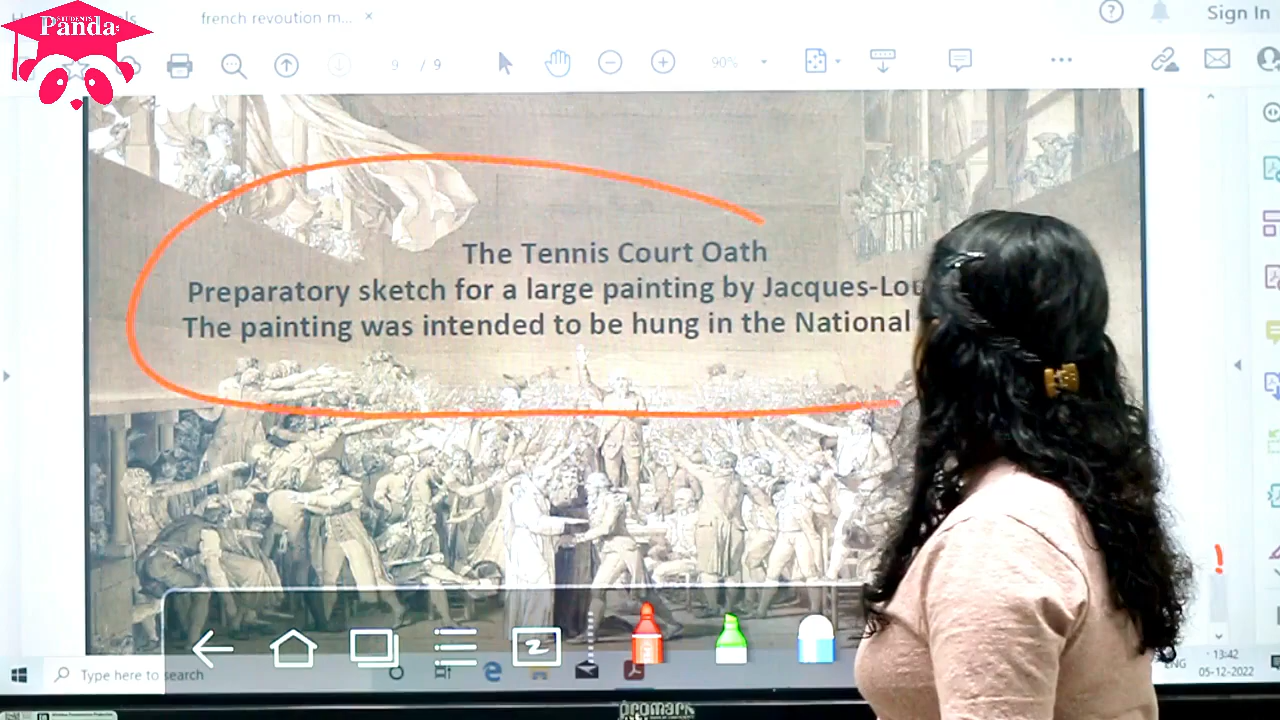 STUDENTS
Panda
french revoution m...
Sign In
9 / 9
90%
The Tennis Court Oath
Preparatory sketch for a large painting by Jacques-Lou
The painting was intended to be hung in the National
Type here to search
ENG
13:42
05-12-2022
promark